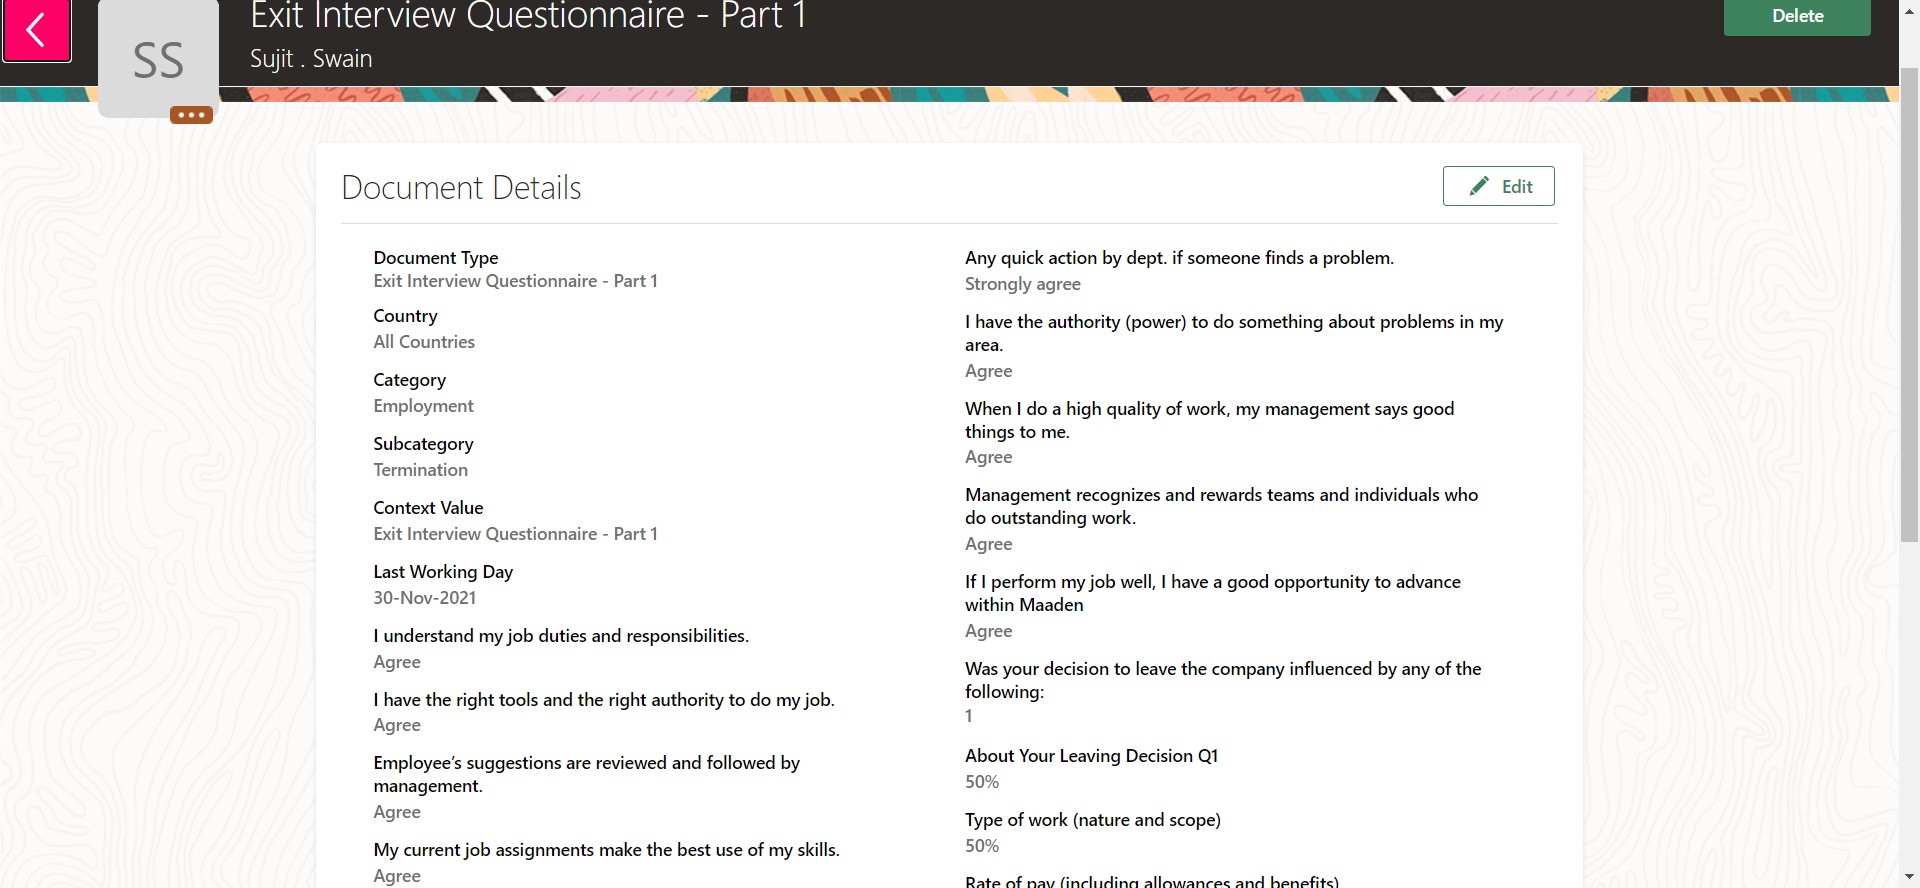 Exit Interview Questionnaire - Part 1
Delete
SS
Sujit . Swain
Document Details
Edit
Document Type
Exit Interview Questionnaire - Part 1
Country
All Countries
Category
Employment
Subcategory
Termination
Context Value
Exit Interview Questionnaire - Part 1
Last Working Day
30-Nov-2021
I understand my job duties and responsibilities.
Agree
I have the right tools and the right authority to do my job.
Agree
Employee’s suggestions are reviewed and followed by
management.
Agree
My current job assignments make the best use of my skills.
Agree
Any quick action by dept. if someone finds a problem.
Strongly agree
I have the authority (power) to do something about problems in my
area.
Agree
When I do a high quality of work, my management says good
things to me.
Agree
Management recognizes and rewards teams and individuals who
do outstanding work.
Agree
If I perform my job well, I have a good opportunity to advance
within Maaden
Agree
Was your decision to leave the company influenced by any of the
following:
1
About Your Leaving Decision Q1
50%
Type of work (nature and scope)
50%
Rate of pay (including allowances and benefits)